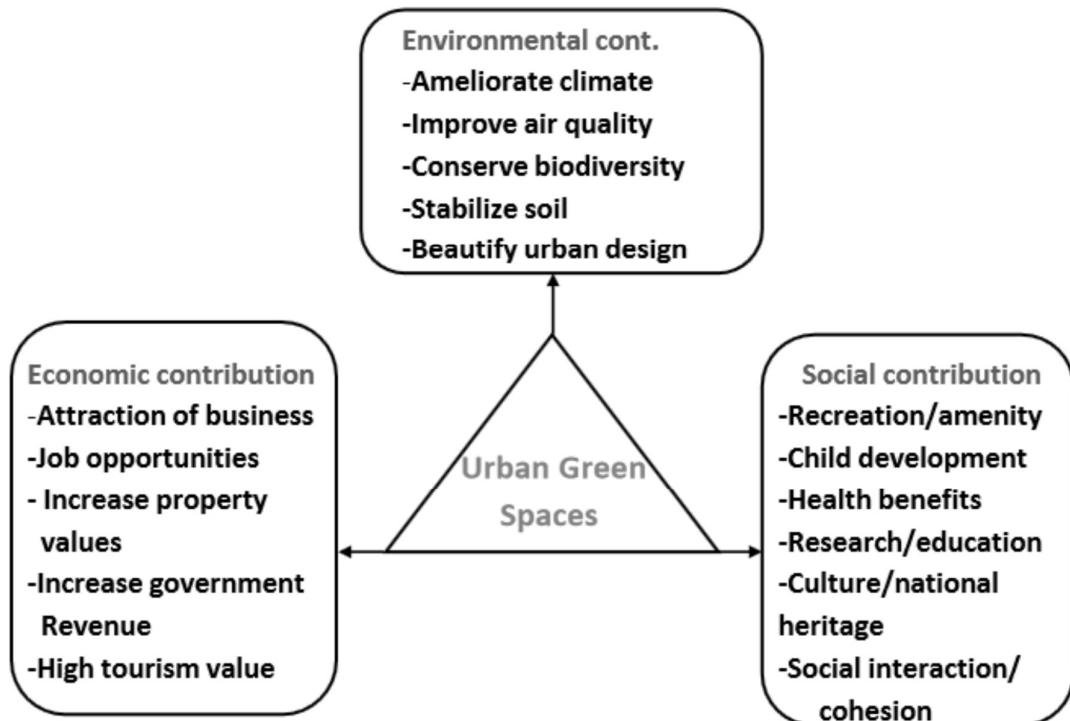 Environmental cont.
-Ameliorate climate
-Improve air quality
-Conserve biodiversity
-Stabilize soil
-Beautify urban design
Economic contribution
-Attraction of business
-Job opportunities
- Increase property
values
-Increase government
Revenue
-High tourism value
Urban Green
Spaces
Social contribution
-Recreation/amenity
-Child development
-Health benefits
-Research/education
-Culture/national
heritage
-Social interaction/
cohesion